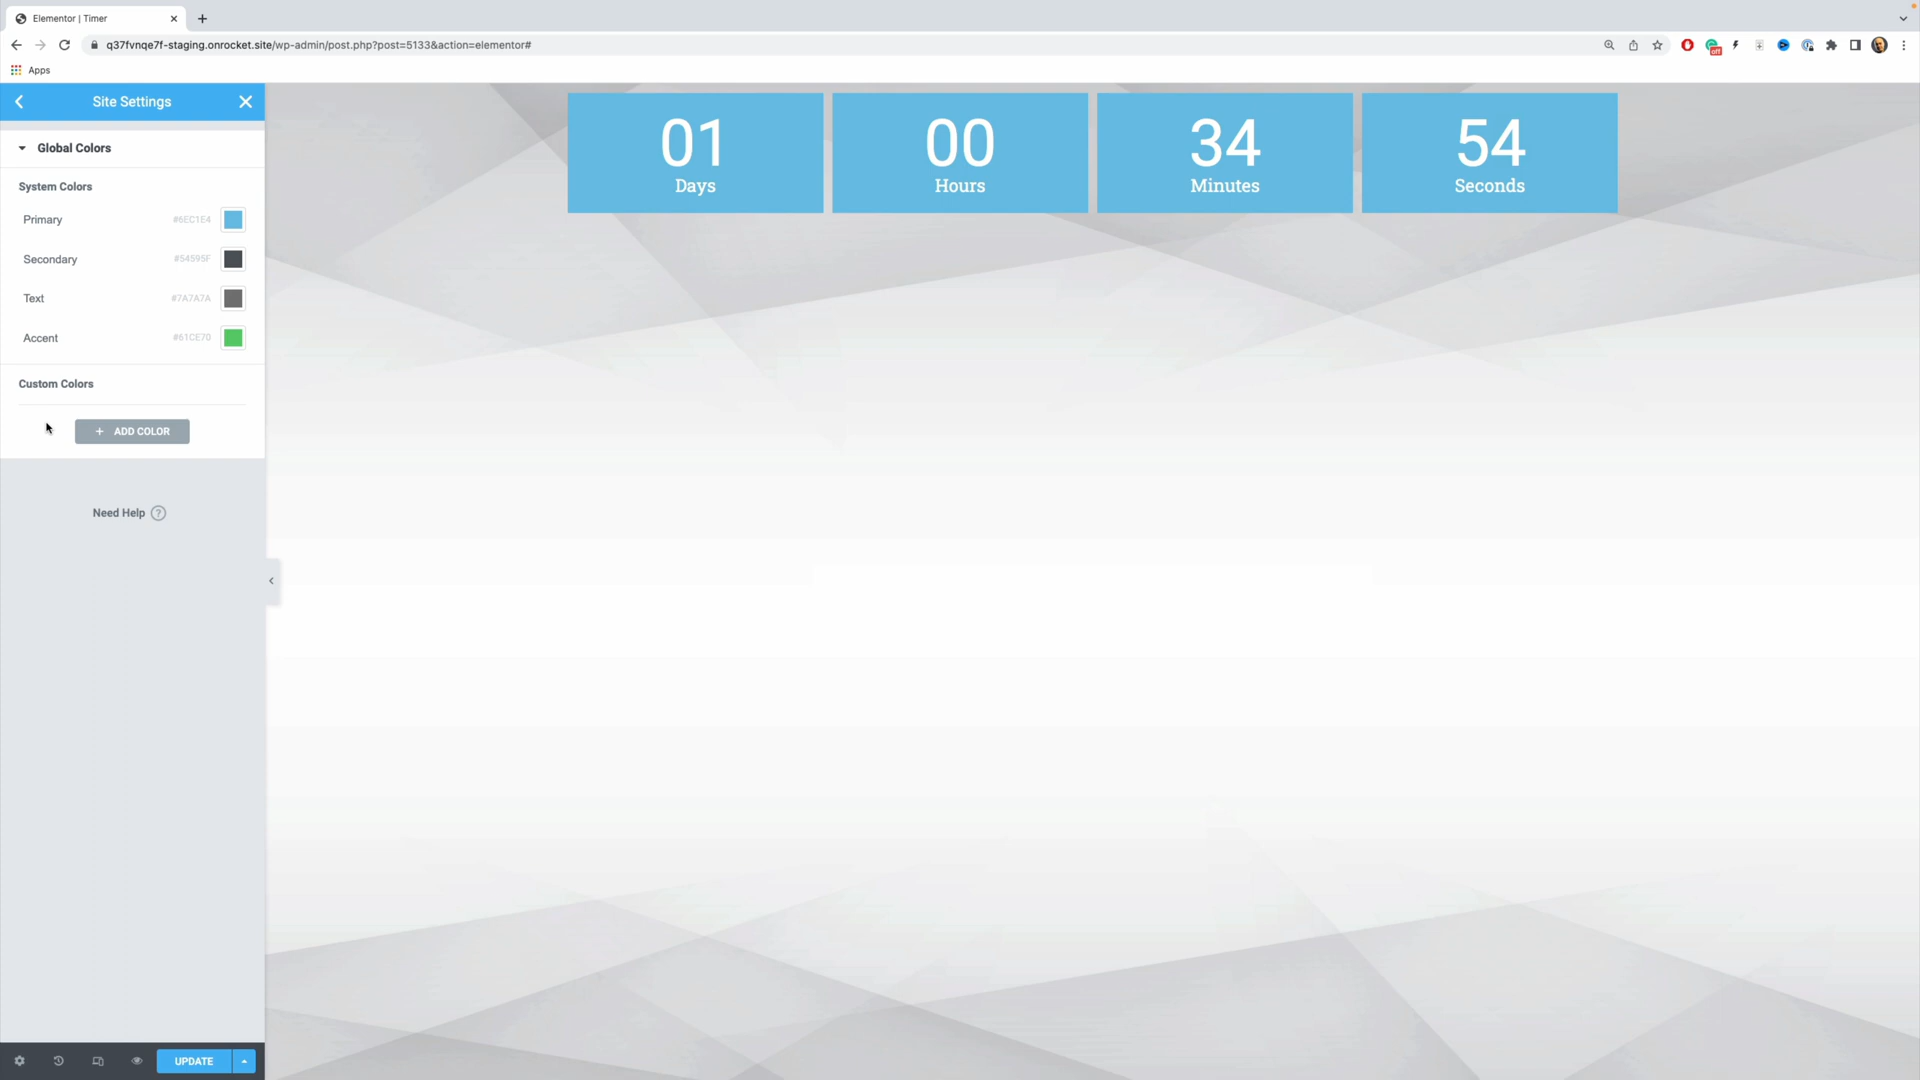 Elementor | Timer
q37fvnqe7f-staging.onrocket.site/wp-admin/post.php?post=5133&action=elementor#
off
Apps
Site Settings
Global Colors
System Colors
Primary #6EC1E4
Secondary #54595F
Text #7A7A7A
Accent #61CE70
Custom Colors
+ ADD COLOR
Need Help ?
UPDATE
01 00 34 54
Days Hours Minutes Seconds